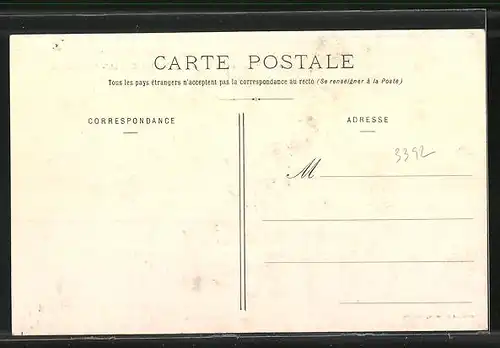 CARTE POSTALE
Tous les pays étrangers n'acceptent pas la correspondance au recto (Se renseigner à la Poste)
CORRESPONDANCE
ADRESSE
3392
M